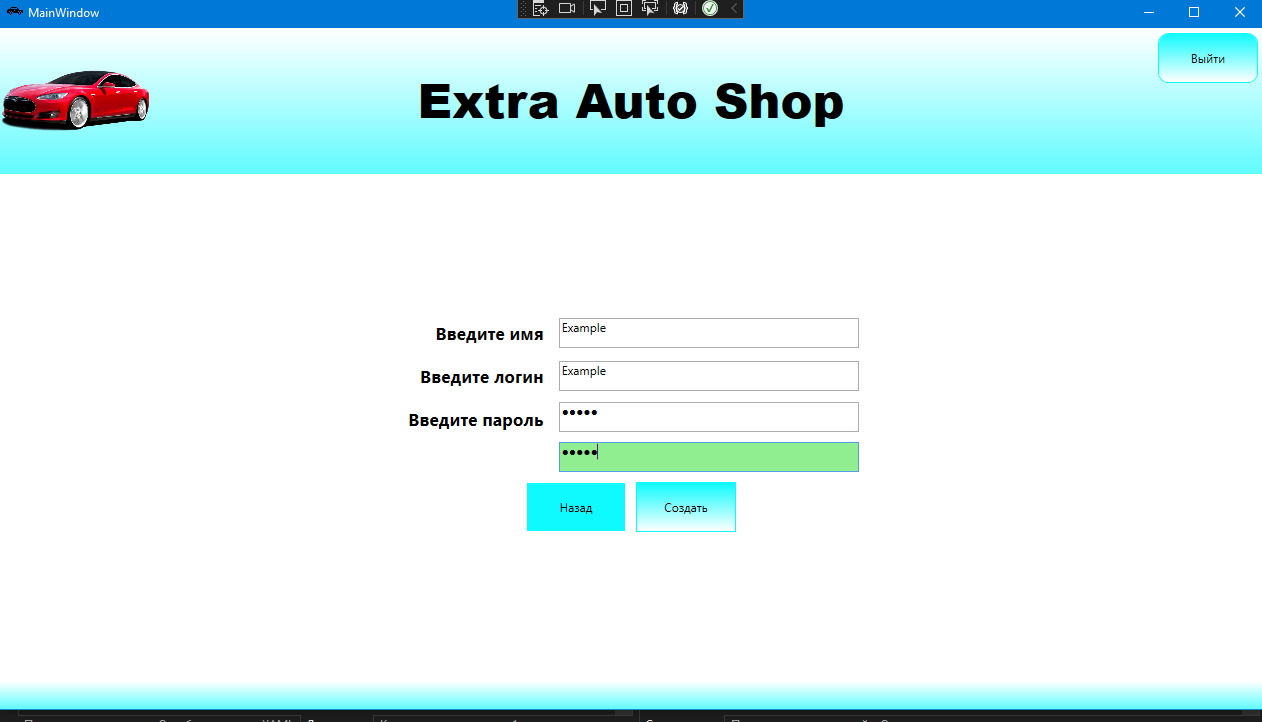 MainWindow
Выйти
Extra Auto Shop
Введите имя
Example
Введите логин
Example
Введите пароль
•••••
•••••
Назад
Создать